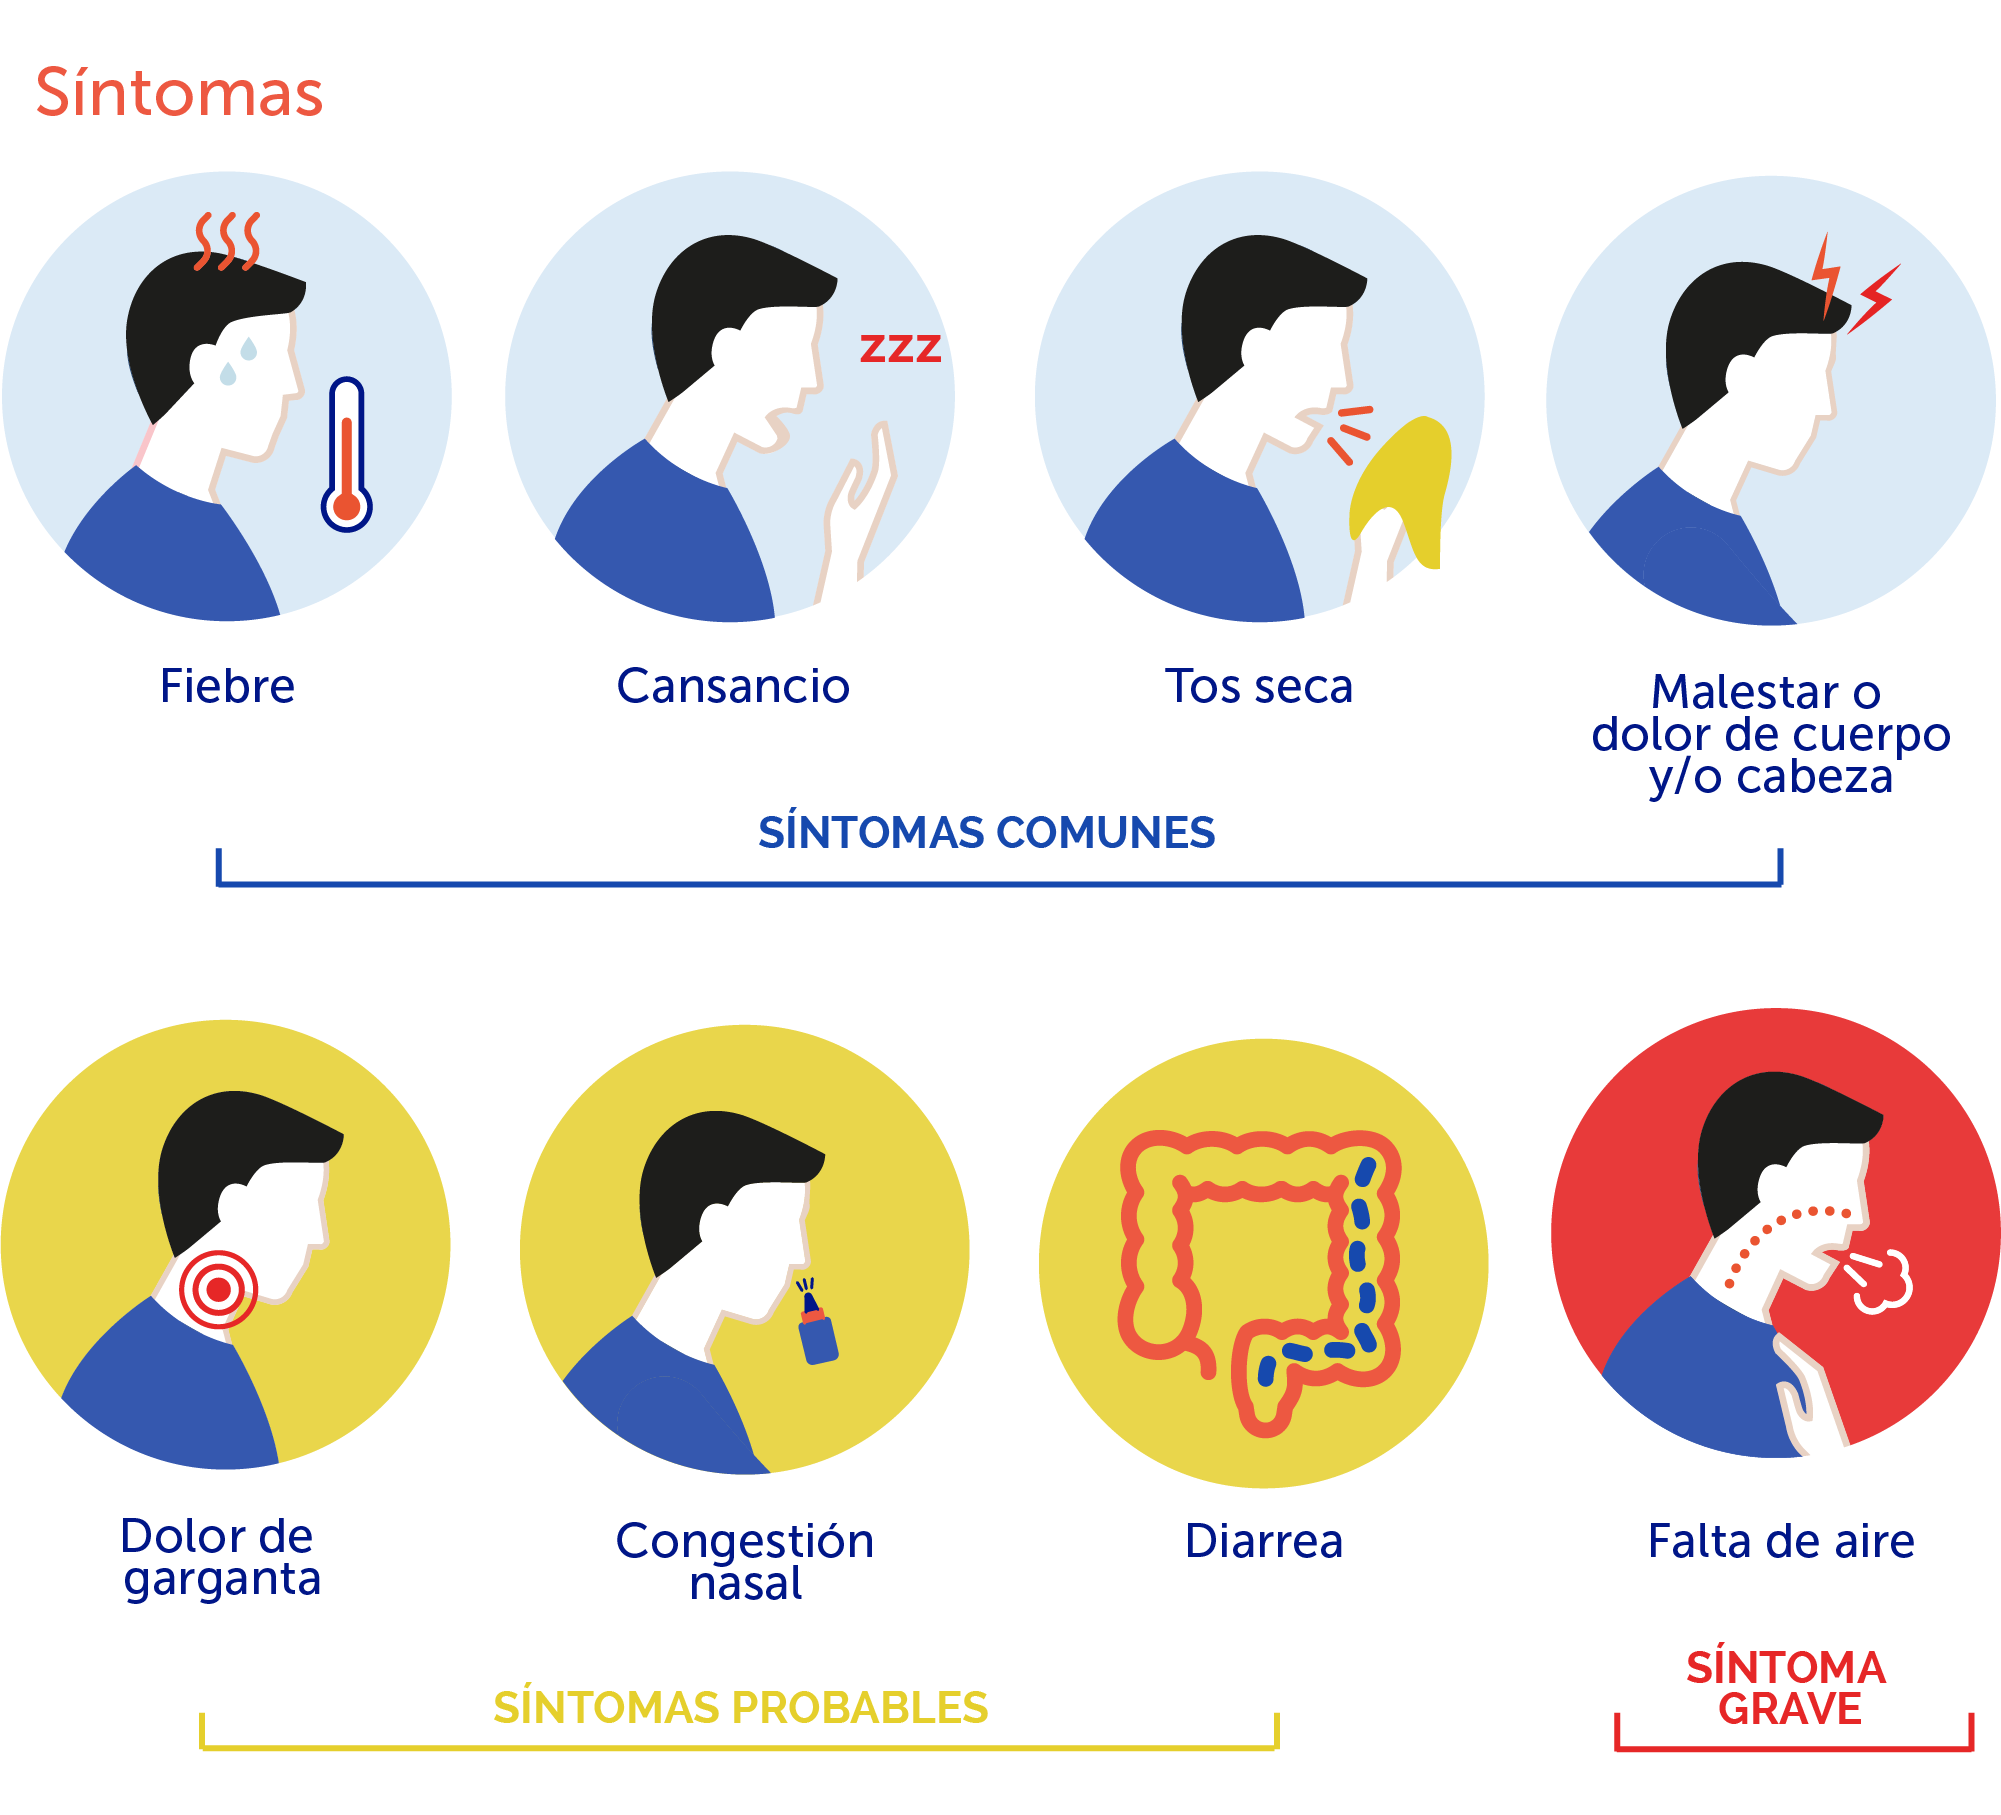 Síntomas
zzz
Fiebre
Cansancio
Tos seca
Malestar o
dolor de cuerpo
y/o cabeza
SÍNTOMAS COMUNES
Dolor de
garganta
Congestión
nasal
Diarrea
Falta de aire
SÍNTOMAS PROBABLES
SÍNTOMA
GRAVE